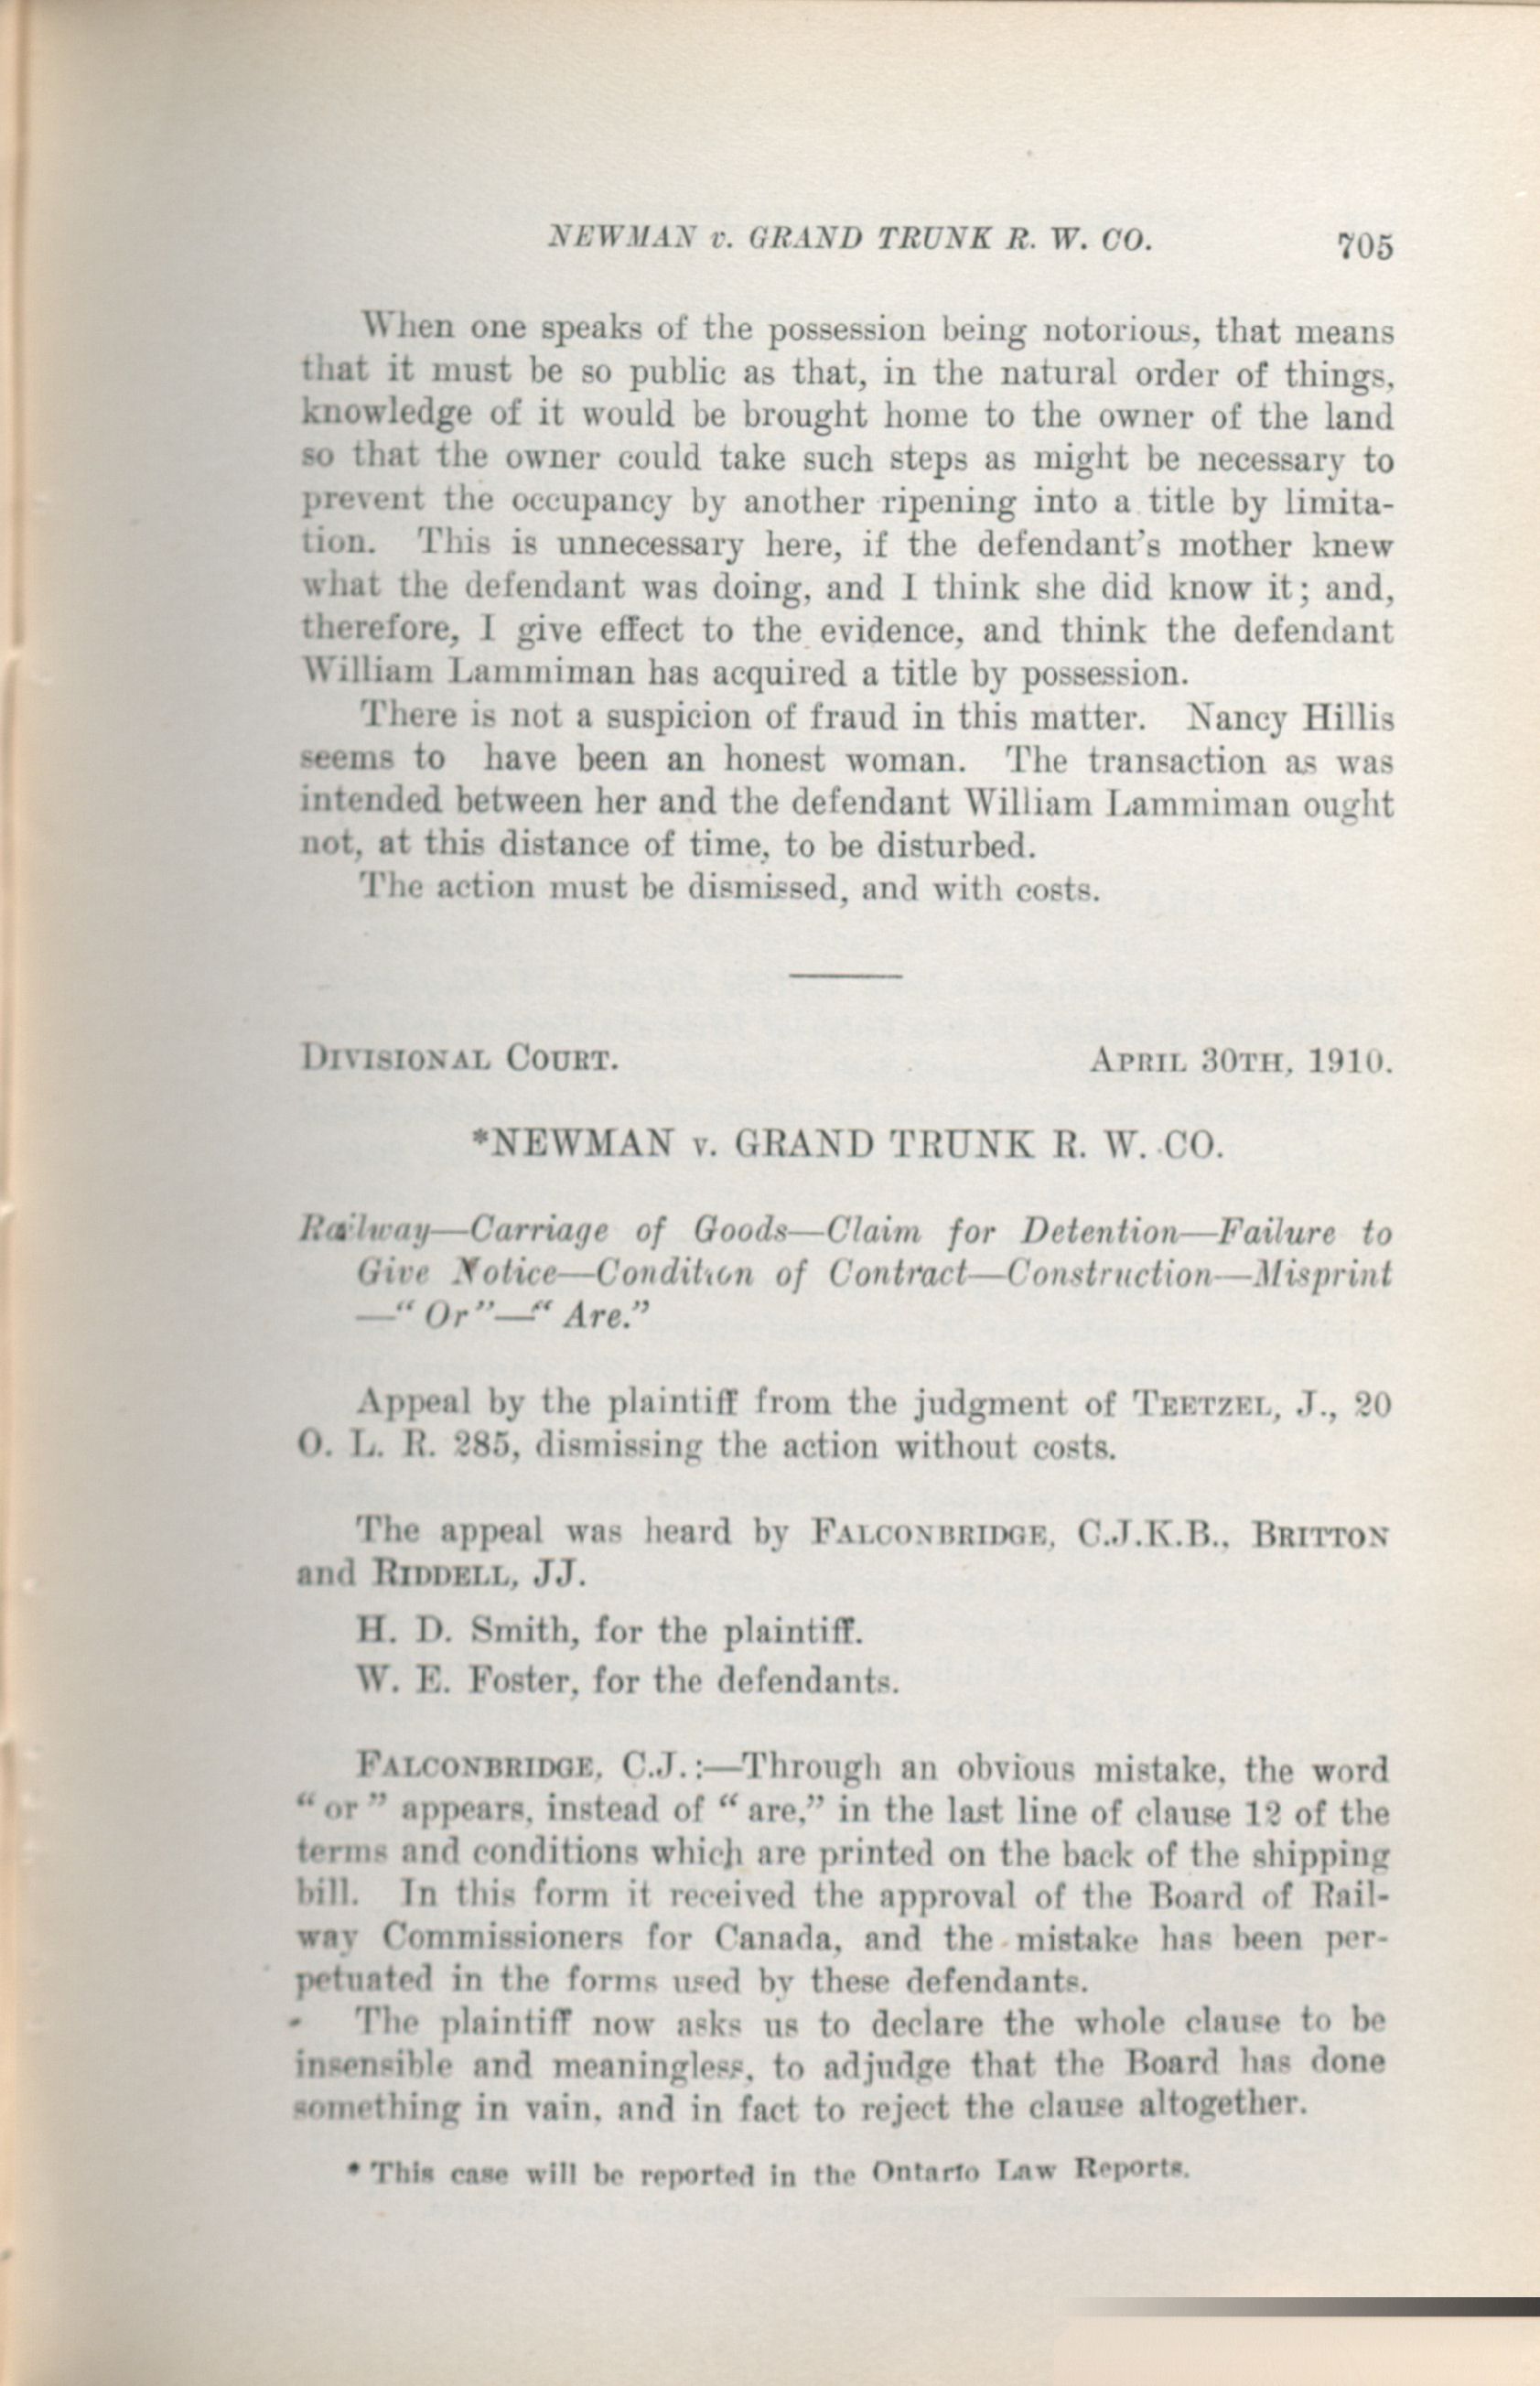 NEWMAN v. GRAND TRUNK R. W. CO. 705
When one speaks of the possession being notorious, that means
that it must be so public as that, in the natural order of things,
knowledge of it would be brought home to the owner of the land
so that the owner could take such steps as might be necessary to
prevent the occupancy by another ripening into a title by limita-
tion. This is unnecessary here, if the defendant's mother knew
what the defendant was doing, and I think she did know it; and,
therefore, I give effect to the evidence, and think the defendant
William Lammiman has acquired a title by possession.
There is not a suspicion of fraud in this matter. Nancy Hillis
seems to have been an honest woman. The transaction as was
intended between her and the defendant William Lammiman ought
not, at this distance of time, to be disturbed.
The action must be dismissed, and with costs.
DIVISIONAL COURT. APRIL 30TH, 1910.
*NEWMAN v. GRAND TRUNK R. W. CO.
Railway—Carriage of Goods—Claim for Detention—Failure to
Give Notice—Condition of Contract—Construction—Misprint
—“Or”—“Are.”
Appeal by the plaintiff from the judgment of TEETZEL, J., 20
O. L. R. 285, dismissing the action without costs.
The appeal was heard by FALCONBRIDGE, C.J.K.B., BRITTON
and RIDDELL, JJ.
H. D. Smith, for the plaintiff.
W. E. Foster, for the defendants.
FALCONBRIDGE, C.J.:—Through an obvious mistake, the word
“or” appears, instead of “are,” in the last line of clause 12 of the
terms and conditions which are printed on the back of the shipping
bill. In this form it received the approval of the Board of Rail-
way Commissioners for Canada, and the mistake has been per-
petuated in the forms used by these defendants.
The plaintiff now asks us to declare the whole clause to be
insensible and meaningless, to adjudge that the Board has done
something in vain, and in fact to reject the clause altogether.
* This case will be reported in the Ontario Law Reports.